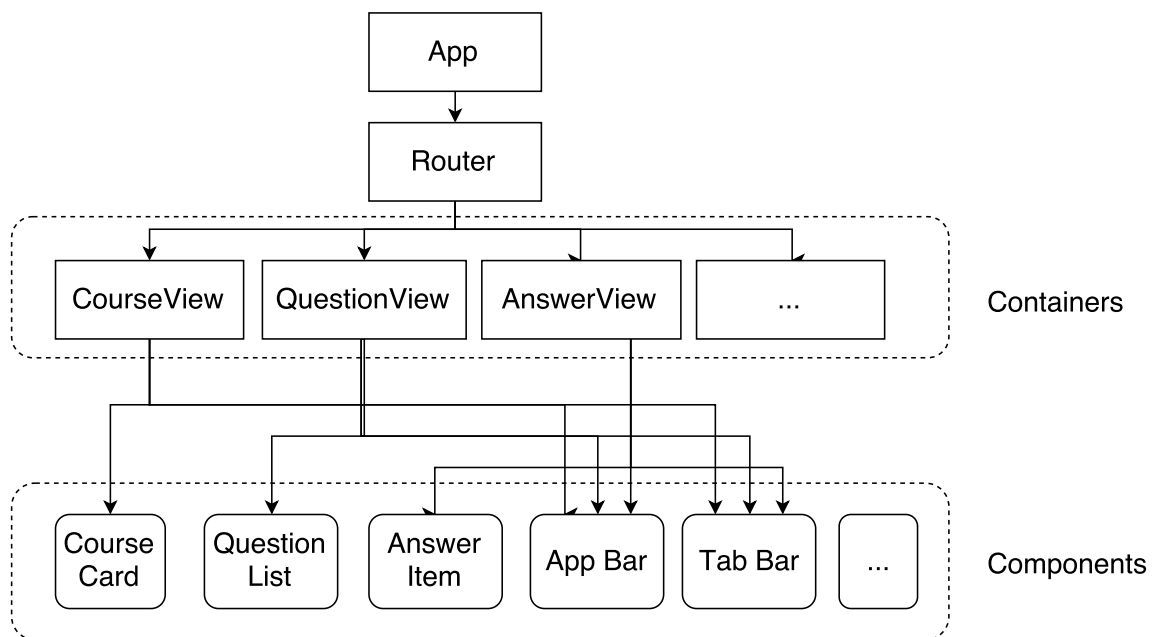 App
Router
CourseView
QuestionView
AnswerView
...
Containers
Course
Card
Question
List
Answer
Item
App Bar
Tab Bar
...
Components